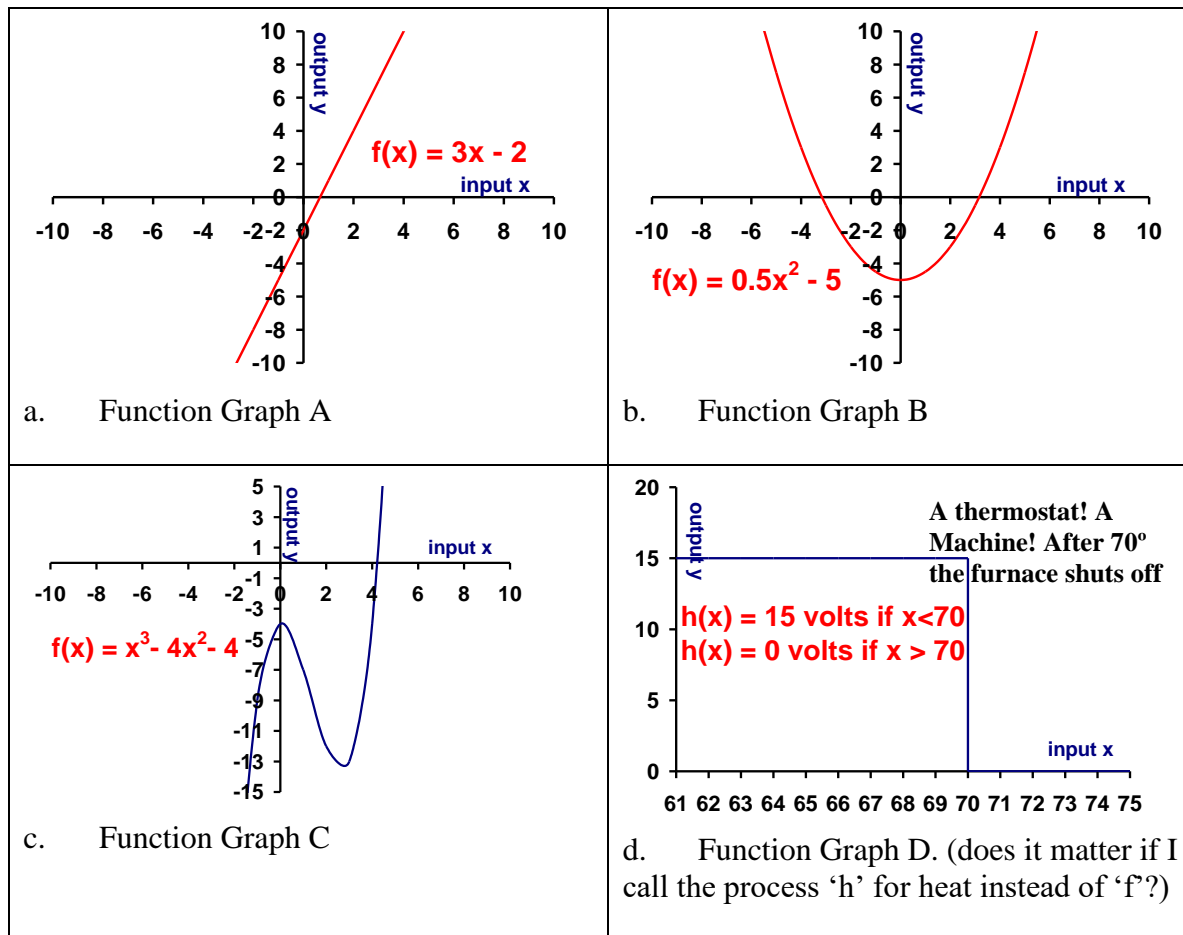 10
8
6
4
2
0
-2
-4
-6
-8
-10
-10 -8 -6 -4 -2 0 2 4 6 8 10
output y
input x
f(x) = 3x - 2
a. Function Graph A
10
8
6
4
2
0
-2
-4
-6
-8
-10
-10 -8 -6 -4 -2 0 2 4 6 8 10
output y
input x
f(x) = 0.5x² - 5
b. Function Graph B
5
3
1
-1
-3
-5
-7
-9
-11
-13
-15
-10 -8 -6 -4 -2 0 2 4 6 8 10
output y
input x
f(x) = x³- 4x²- 4
c. Function Graph C
20
15
10
5
0
61 62 63 64 65 66 67 68 69 70 71 72 73 74 75
output y
input x
A thermostat! A
Machine! After 70º
the furnace shuts off
h(x) = 15 volts if x<70
h(x) = 0 volts if x > 70
d. Function Graph D. (does it matter if I
call the process ‘h’ for heat instead of ‘f’?)